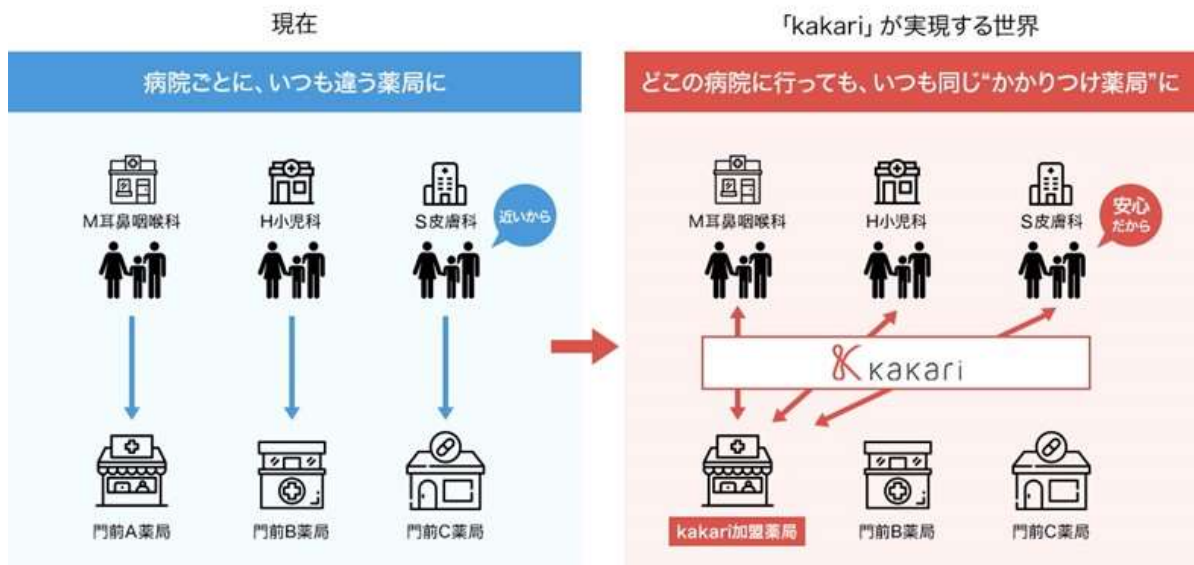 現在
病院ごとに、いつも違う薬局に
M耳鼻咽喉科
H小児科
S皮膚科
近いから
門前A薬局
門前B薬局
門前C薬局
「kakari」が実現する世界
どこの病院に行っても、いつも同じ“かかりつけ薬局”に
M耳鼻咽喉科
H小児科
S皮膚科
安心
だから
kakari
kakari加盟薬局
門前B薬局
門前C薬局